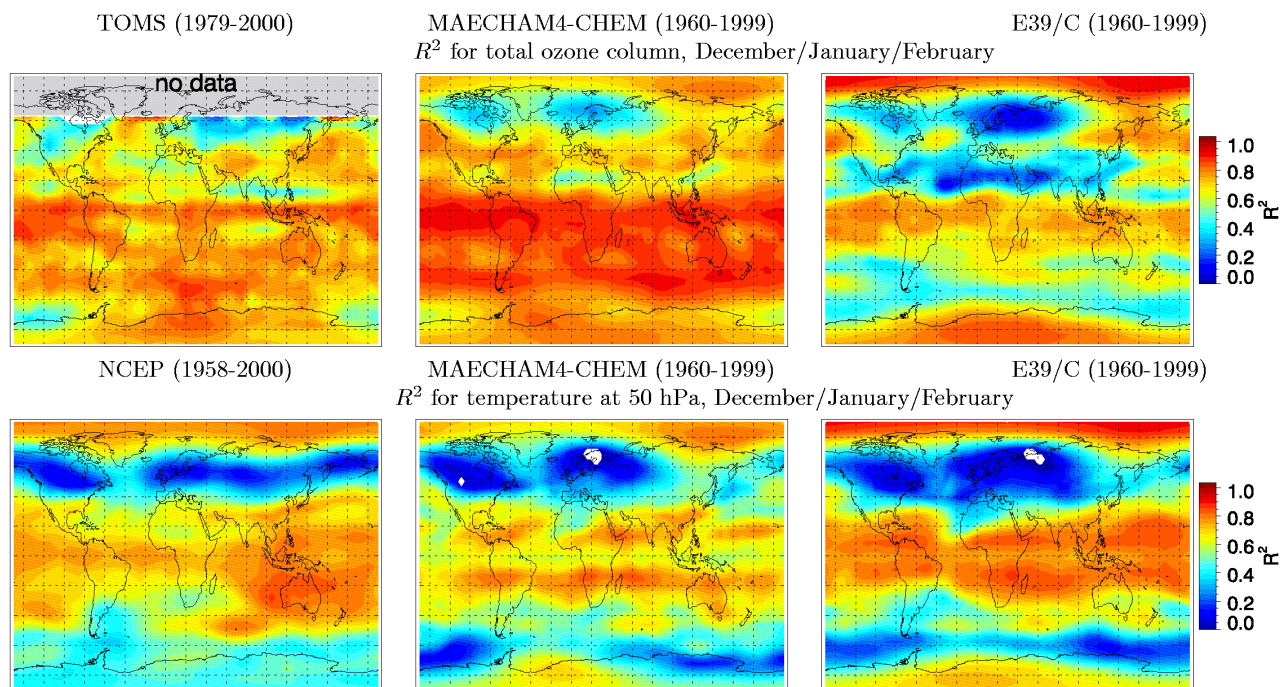 TOMS (1979-2000) MAECHAM4-CHEM (1960-1999) E39/C (1960-1999)
R² for total ozone column, December/January/February
no data
1.0
0.8
0.6
0.4
0.2
0.0
R²
NCEP (1958-2000) MAECHAM4-CHEM (1960-1999) E39/C (1960-1999)
R² for temperature at 50 hPa, December/January/February
1.0
0.8
0.6
0.4
0.2
0.0
R²